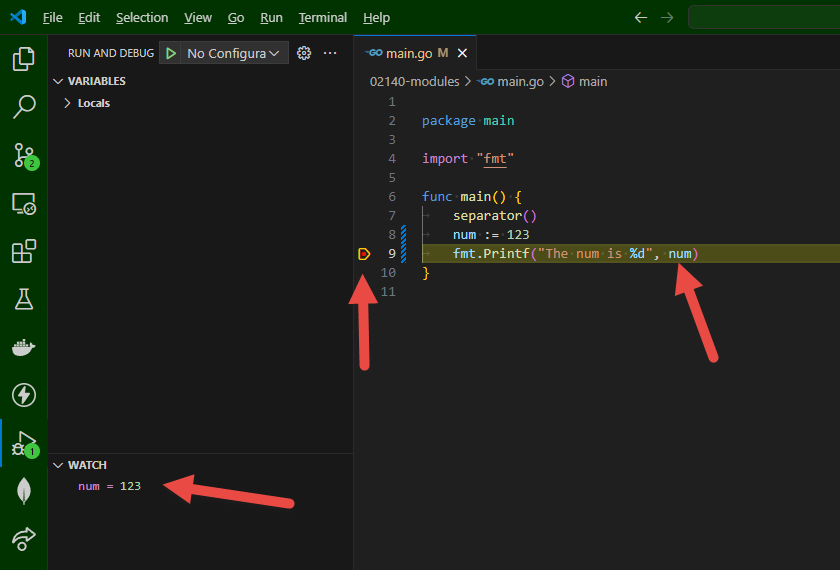 File Edit Selection View Go Run Terminal Help
RUN AND DEBUG No Configura
main.go M
VARIABLES
Locals
02140-modules > main.go > main
1
2 package main
3
4 import "fmt"
5
6 func main() {
7 separator()
8 num := 123
9 fmt.Printf("The num is %d", num)
10 }
11
2
1
WATCH
num = 123